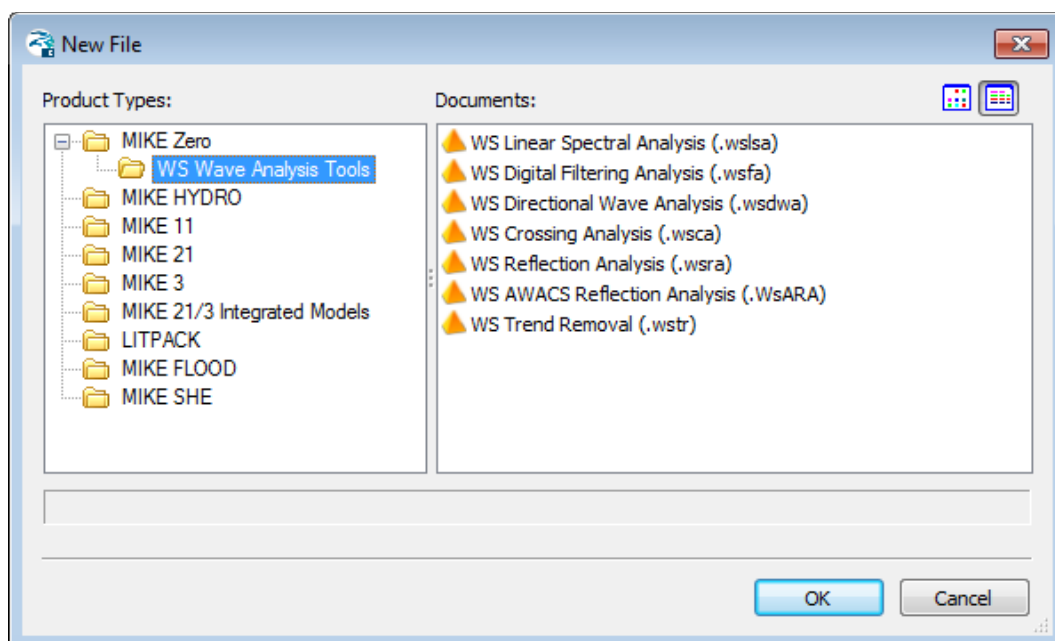 New File
Product Types:
Documents:
MIKE Zero
WS Wave Analysis Tools
MIKE HYDRO
MIKE 11
MIKE 21
MIKE 3
MIKE 21/3 Integrated Models
LITPACK
MIKE FLOOD
MIKE SHE
WS Linear Spectral Analysis (.wslsa)
WS Digital Filtering Analysis (.wsfa)
WS Directional Wave Analysis (.wsdwa)
WS Crossing Analysis (.wsca)
WS Reflection Analysis (.wsra)
WS AWACS Reflection Analysis (.WsARA)
WS Trend Removal (.wstr)
OK
Cancel